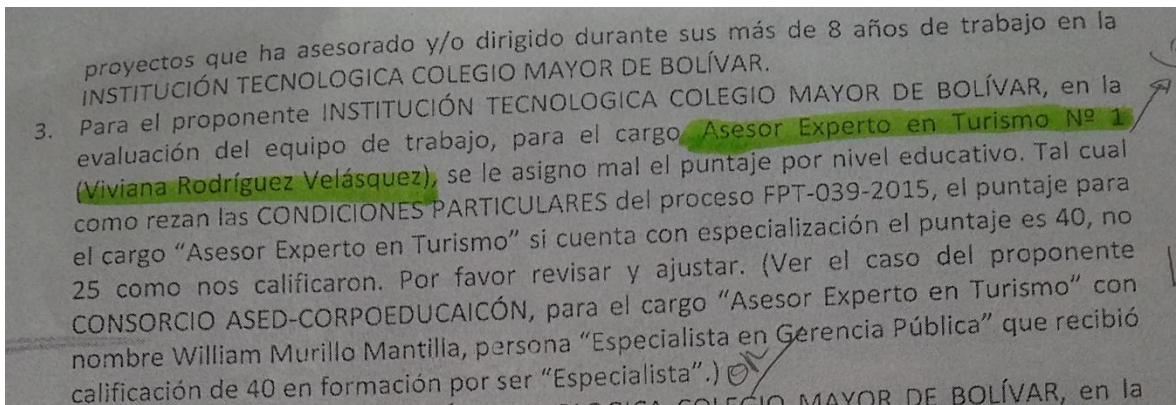 proyectos que ha asesorado y/o dirigido durante sus más de 8 años de trabajo en la
INSTITUCIÓN TECNOLOGICA COLEGIO MAYOR DE BOLÍVAR.
3. Para el proponente INSTITUCIÓN TECNOLOGICA COLEGIO MAYOR DE BOLÍVAR, en la
evaluación del equipo de trabajo, para el cargo Asesor Experto en Turismo Nº 1
(Viviana Rodríguez Velásquez), se le asigno mal el puntaje por nivel educativo. Tal cual
como rezan las CONDICIONES PARTICULARES del proceso FPT-039-2015, el puntaje para
el cargo "Asesor Experto en Turismo" si cuenta con especialización el puntaje es 40, no
25 como nos calificaron. Por favor revisar y ajustar. (Ver el caso del proponente
CONSORCIO ASED-CORPOEDUCAICÓN, para el cargo "Asesor Experto en Turismo" con
nombre William Murillo Mantilla, persona "Especialista en Gerencia Pública" que recibió
calificación de 40 en formación por ser "Especialista".)
COLEGIO MAYOR DE BOLÍVAR, en la